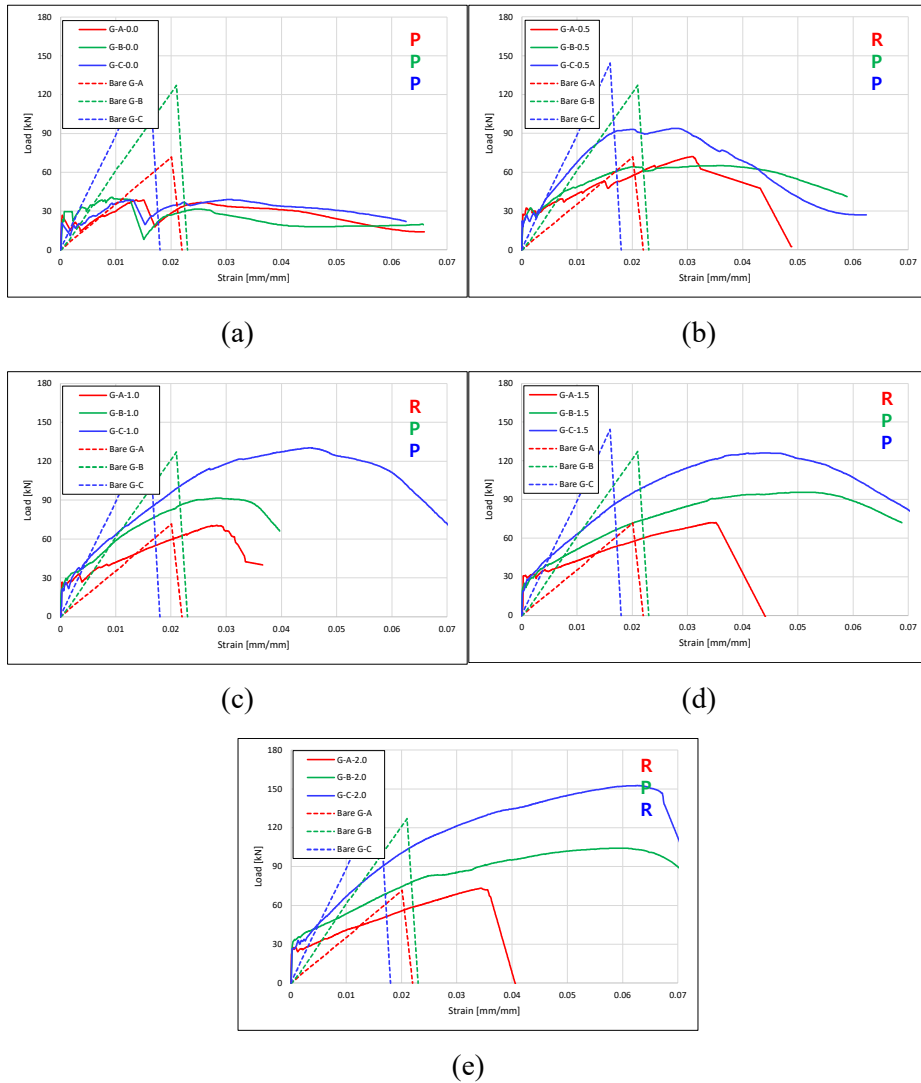 180
150
120
90
60
30
0
Load [kN]
G-A-0.0
G-B-0.0
G-C-0.0
Bare G-A
Bare G-B
Bare G-C
P
P
P
0 0.01 0.02 0.03 0.04 0.05 0.06 0.07
Strain [mm/mm]
(a)
180
150
120
90
60
30
0
Load [kN]
G-A-0.5
G-B-0.5
G-C-0.5
Bare G-A
Bare G-B
Bare G-C
R
P
P
0 0.01 0.02 0.03 0.04 0.05 0.06 0.07
Strain [mm/mm]
(b)
180
150
120
90
60
30
0
Load [kN]
G-A-1.0
G-B-1.0
G-C-1.0
Bare G-A
Bare G-B
Bare G-C
R
P
P
0 0.01 0.02 0.03 0.04 0.05 0.06 0.07
Strain [mm/mm]
(c)
180
150
120
90
60
30
0
Load [kN]
G-A-1.5
G-B-1.5
G-C-1.5
Bare G-A
Bare G-B
Bare G-C
R
P
P
0 0.01 0.02 0.03 0.04 0.05 0.06 0.07
Strain [mm/mm]
(d)
180
150
120
90
60
30
0
Load [kN]
G-A-2.0
G-B-2.0
G-C-2.0
Bare G-A
Bare G-B
Bare G-C
R
P
R
0 0.01 0.02 0.03 0.04 0.05 0.06 0.07
Strain [mm/mm]
(e)